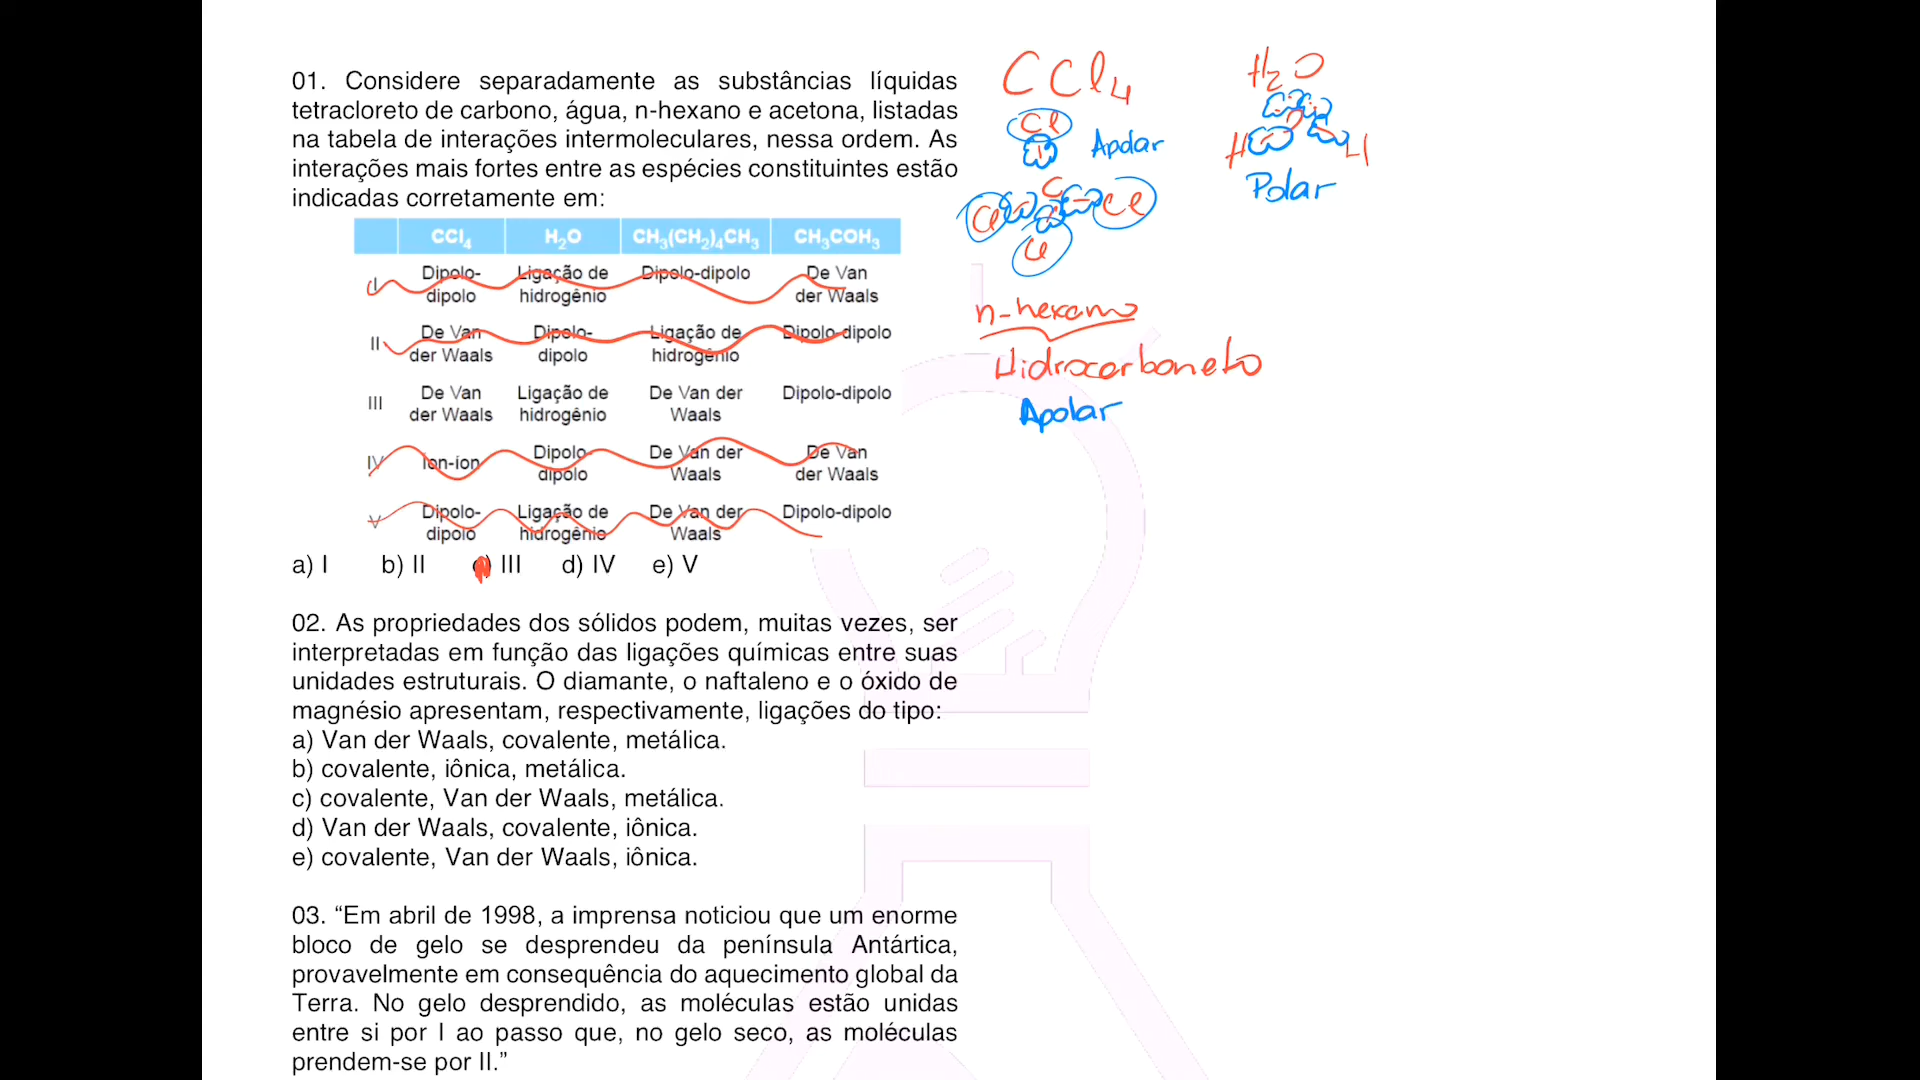 01. Considere separadamente as substâncias líquidas
tetracloreto de carbono, água, n-hexano e acetona, listadas
na tabela de interações intermoleculares, nessa ordem. As
interações mais fortes entre as espécies constituintes estão
indicadas corretamente em:
CCl₄ H₂O CH₃(CH₂)₄CH₃ CH₃COH₃
I Dipolo-dipolo Ligação de hidrogênio Dipolo-dipolo De Van der Waals
II De Van der Waals Dipolo-dipolo Ligação de hidrogênio Dipolo-dipolo
III De Van der Waals Ligação de hidrogênio De Van der Waals Dipolo-dipolo
IV Íon-íon Dipolo-dipolo De Van der Waals De Van der Waals
V Dipolo-dipolo Ligação de hidrogênio De Van der Waals Dipolo-dipolo
a) I b) II c) III d) IV e) V
02. As propriedades dos sólidos podem, muitas vezes, ser
interpretadas em função das ligações químicas entre suas
unidades estruturais. O diamante, o naftaleno e o óxido de
magnésio apresentam, respectivamente, ligações do tipo:
a) Van der Waals, covalente, metálica.
b) covalente, iônica, metálica.
c) covalente, Van der Waals, metálica.
d) Van der Waals, covalente, iônica.
e) covalente, Van der Waals, iônica.
03. “Em abril de 1998, a imprensa noticiou que um enorme
bloco de gelo se desprendeu da península Antártica,
provavelmente em consequência do aquecimento global da
Terra. No gelo desprendido, as moléculas estão unidas
entre si por I ao passo que, no gelo seco, as moléculas
prendem-se por II.”
CCl₄
Cl
Apolar
Cl C Cl
Cl
H₂O
O
H H
Polar
n-hexano
Hidrocarboneto
Apolar